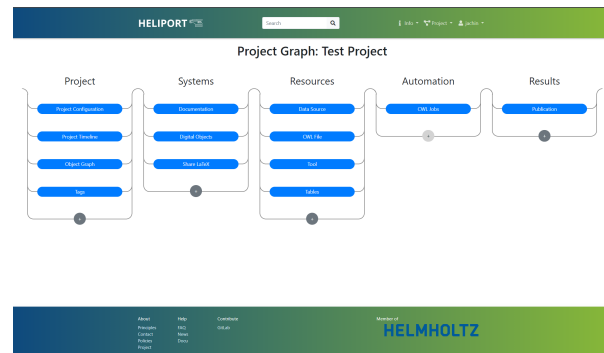 HELIPORT
Search
Info
Project
Project Graph: Test Project
Project
Systems
Resources
Automation
Results
Project Configuration
Documentation
Data Source
CWL Jobs
Publication
Project Timeline
Digital Objects
CWL File
+
+
Object Graph
Share LaTeX
Tool
Tags
+
Tables
+
+
About
Help
Contribute
Member of
Principles
FAQ
GitLab
HELMHOLTZ
Contact
News
Policies
Docs
Project